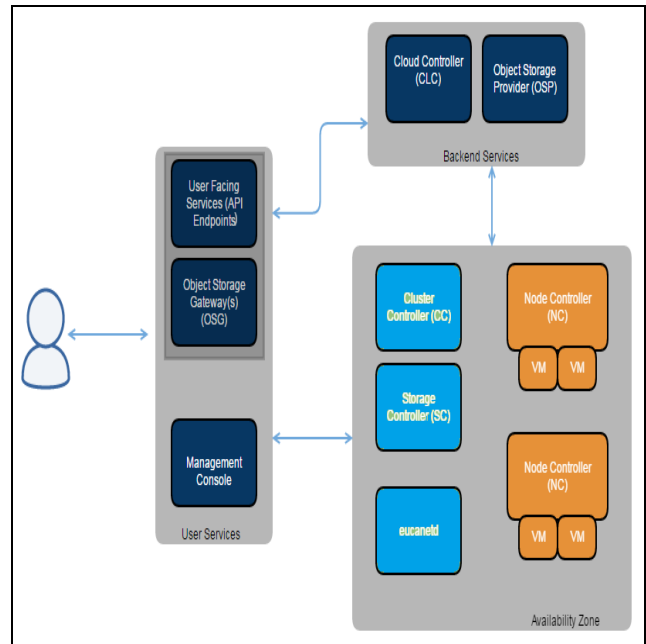 Cloud Controller
(CLC)
Object Storage
Provider (OSP)
Backend Services
User Facing
Services (API
Endpoints)
Object Storage
Gateway(s)
(OSG)
Management
Console
User Services
Cluster
Controller (CC)
Storage
Controller (SC)
eucanetd
Node Controller
(NC)
VM
VM
Node Controller
(NC)
VM
VM
Availability Zone